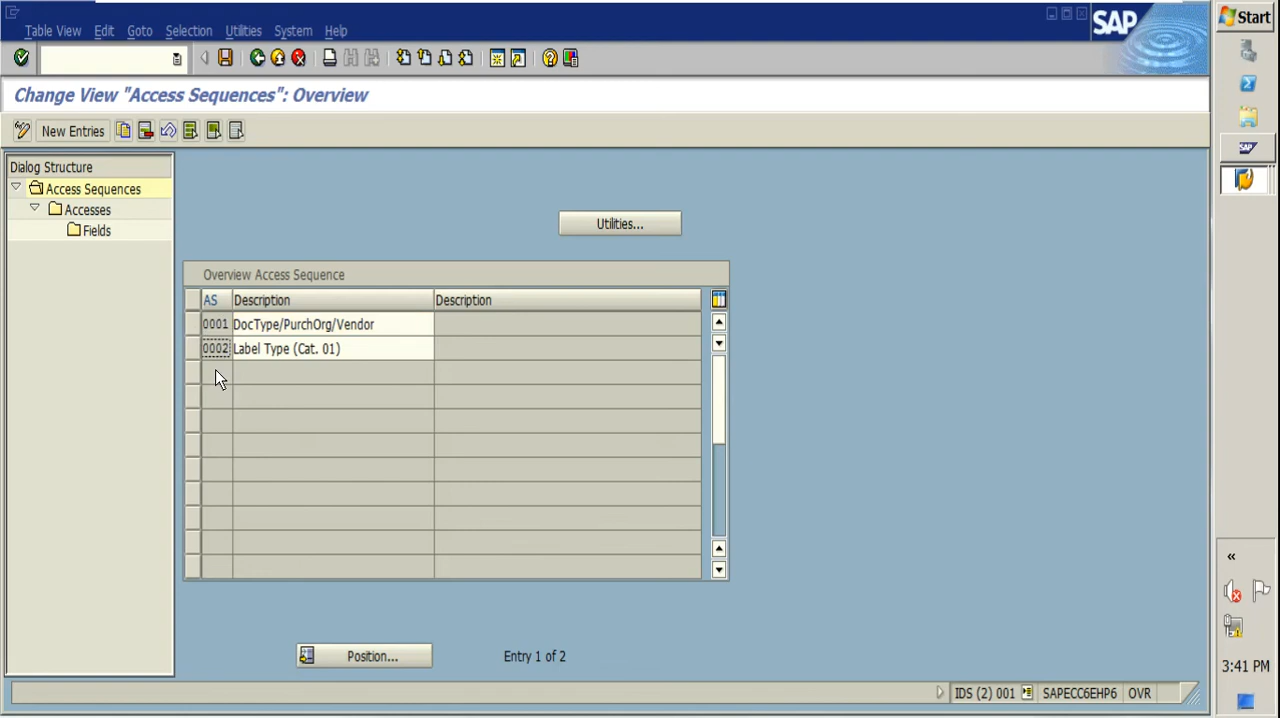 Table View Edit Goto Selection Utilities System Help
SAP
Start
Change View "Access Sequences": Overview
New Entries
Dialog Structure
Access Sequences
Accesses
Fields
Utilities...
Overview Access Sequence
AS Description Description
0001 DocType/PurchOrg/Vendor
0002 Label Type (Cat. 01)
Position...
Entry 1 of 2
IDS (2) 001 SAPECC6EHP6 OVR
3:41 PM